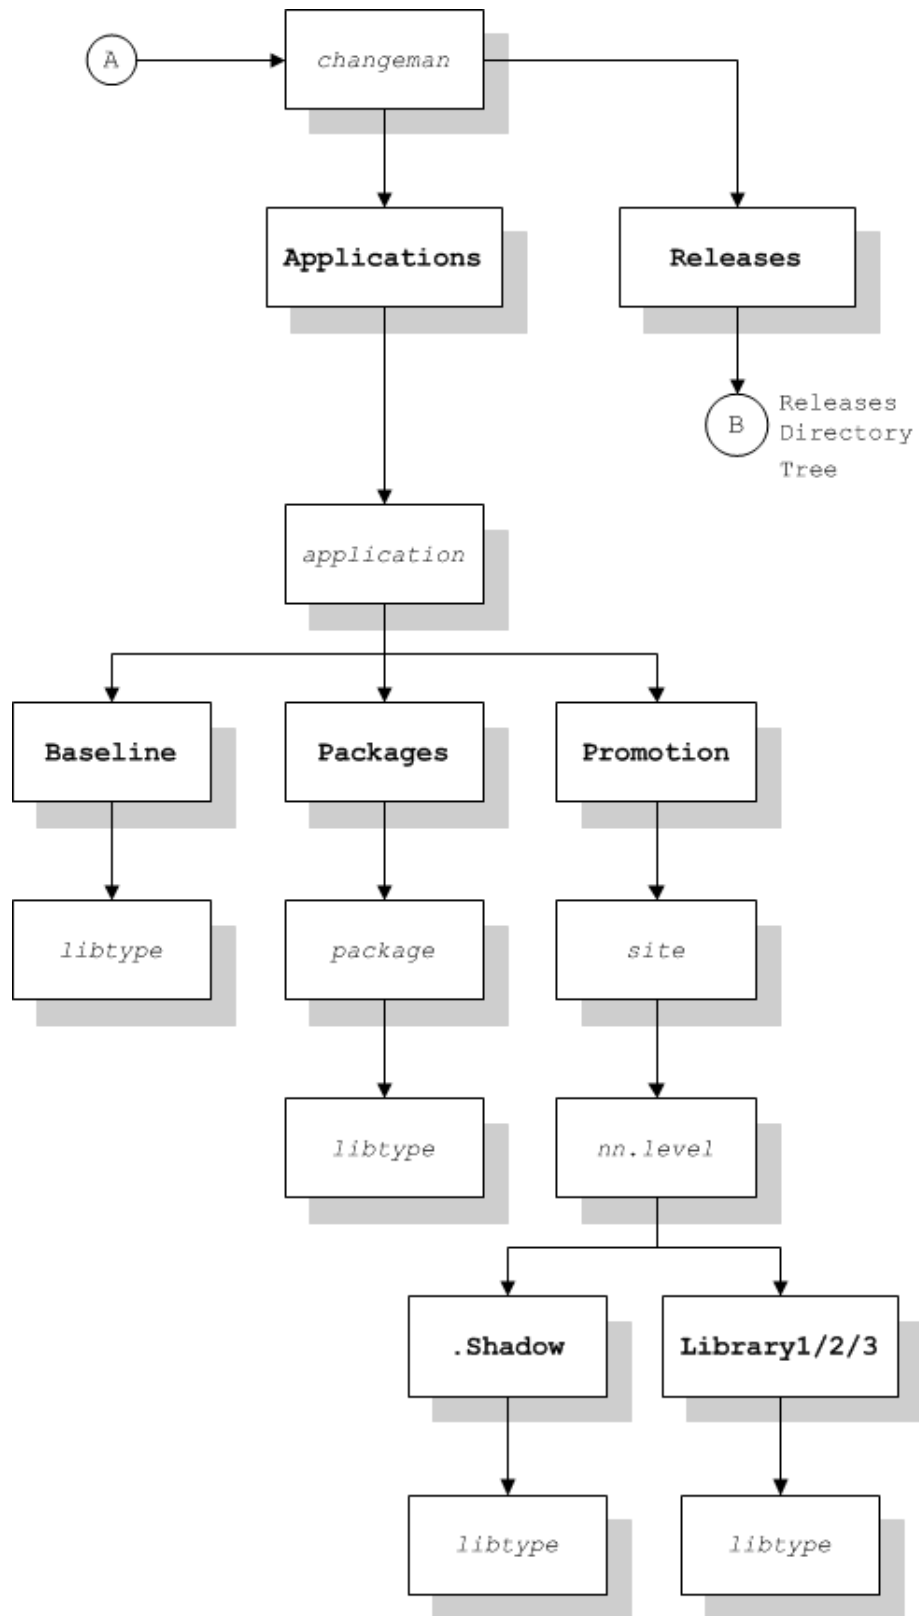 A
changeman
Applications
Releases
B
Releases
Directory
Tree
application
Baseline
Packages
Promotion
libtype
package
site
libtype
nn.level
.Shadow
Library1/2/3
libtype
libtype